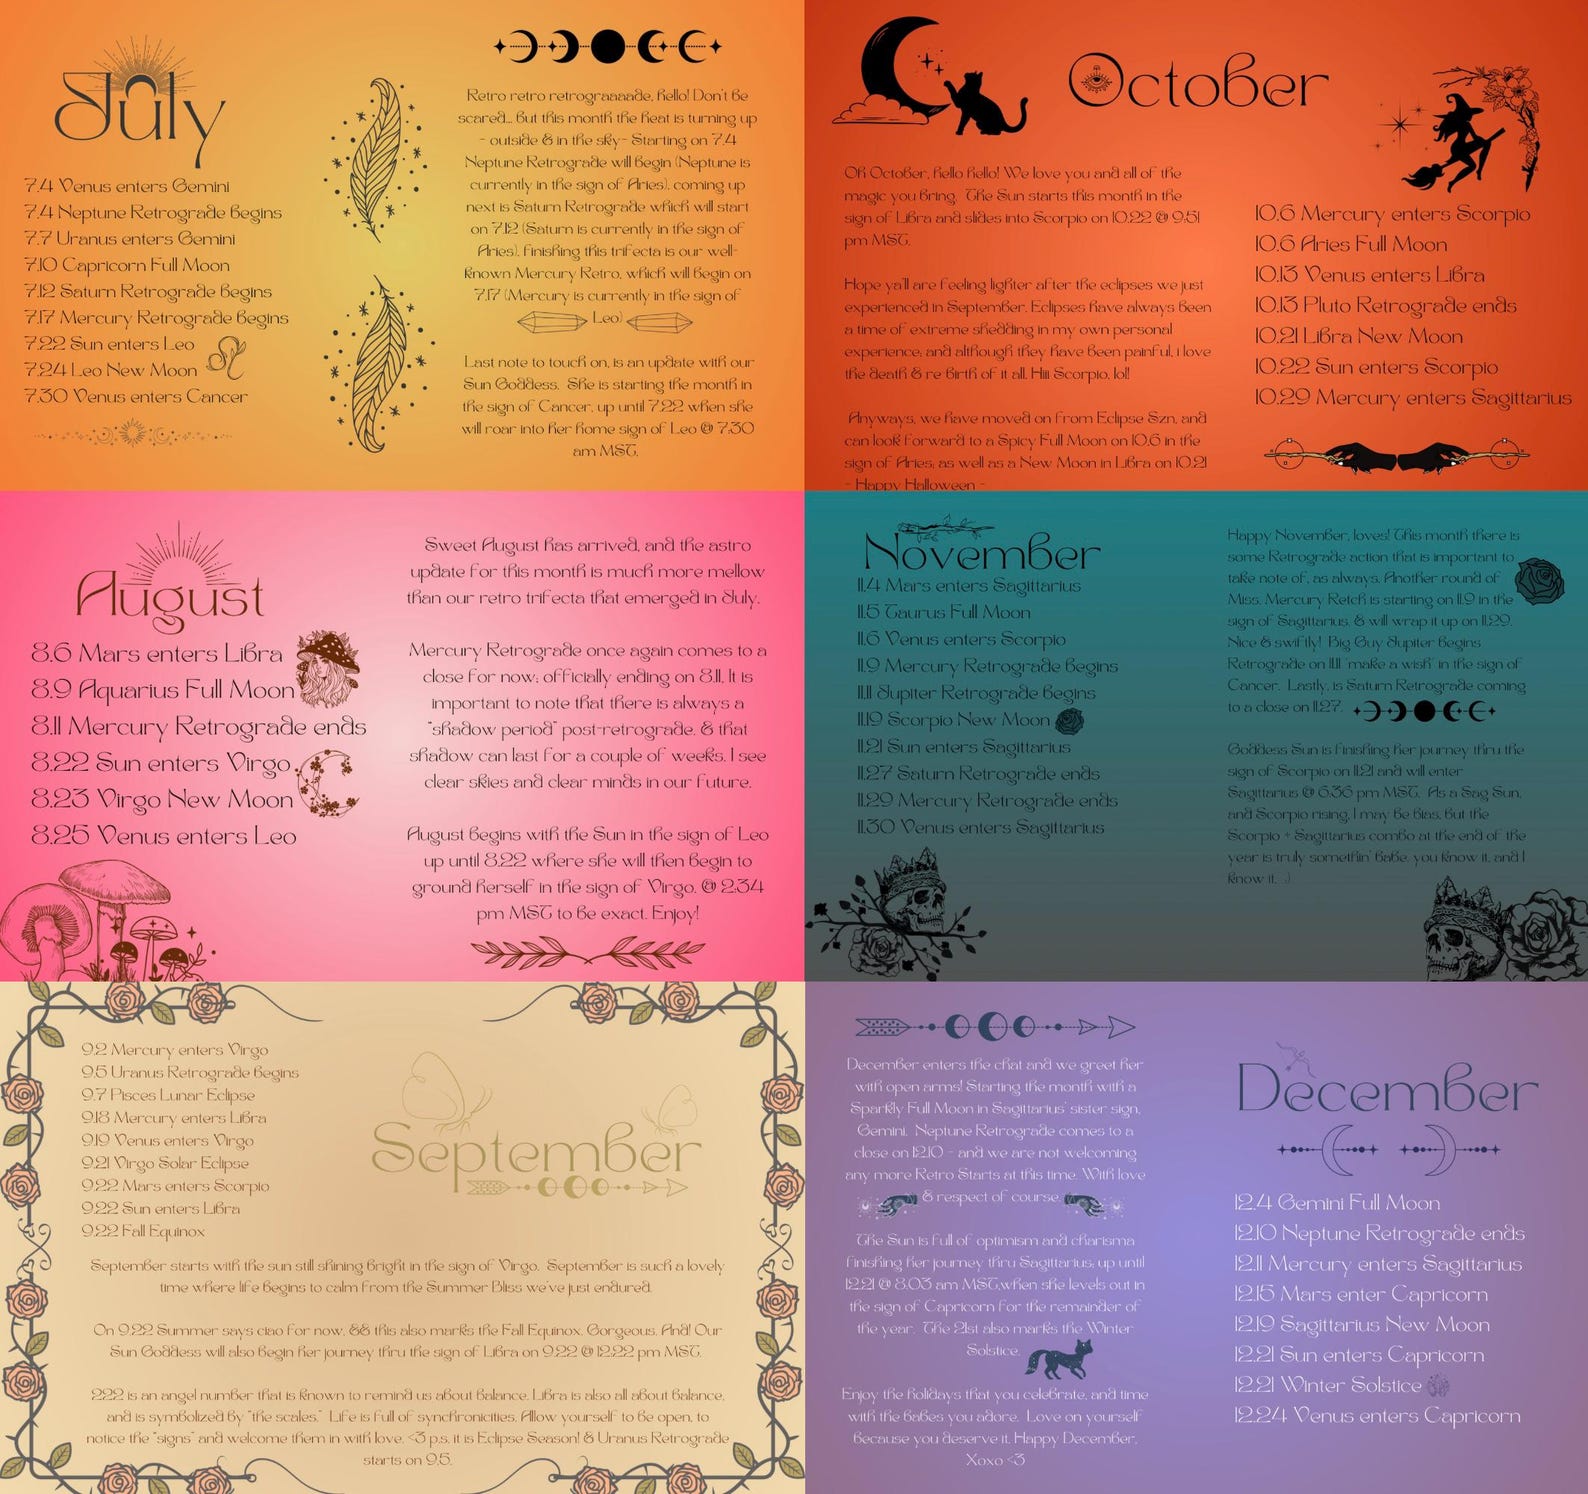 July
7.4 Venus enters Gemini
7.4 Neptune Retrograde begins
7.7 Uranus enters Gemini
7.10 Capricorn Full Moon
7.12 Saturn Retrograde begins
7.17 Mercury Retrograde begins
7.22 Sun enters Leo
7.24 Leo New Moon
7.30 Venus enters Cancer
Retro retro retrograaaade, hello! Don't be
scared... but this month the heat is turning up
- outside & in the sky- Starting on 7.4
Neptune Retrograde will begin (Neptune is
currently in the sign of Aries), coming up
next is Saturn Retrograde which will start
on 7.12 (Saturn is currently in the sign of
Aries), finishing this trifecta is our well-
known Mercury Retro, which will begin on
7.17 (Mercury is currently in the sign of
Leo)
Last note to touch on, is an update with our
Sun Goddess. She is starting the month in
the sign of Cancer, up until 7.22 when she
will roar into her home sign of Leo @ 7.30
am MST.
October
Oh October, hello hello! We love you and all of the
magic you bring. The Sun starts this month in the
sign of Libra and slides into Scorpio on 10.22 @ 9.51
pm MST.
Hope ya'll are feeling lighter after the eclipses we just
experienced in September. Eclipses have always been
a time of extreme shedding in my own personal
experience; and although they have been painful, i love
the death & re birth of it all. Hiii Scorpio, lol!
Anyways, we have moved on from Eclipse Szn, and
can look forward to a Spicy Full Moon on 10.6 in the
sign of Aries; as well as a New Moon in Libra on 10.21
- Happy Halloween -
10.6 Mercury enters Scorpio
10.6 Aries Full Moon
10.13 Venus enters Libra
10.13 Pluto Retrograde ends
10.21 Libra New Moon
10.22 Sun enters Scorpio
10.29 Mercury enters Sagittarius
August
8.6 Mars enters Libra
8.9 Aquarius Full Moon
8.11 Mercury Retrograde ends
8.22 Sun enters Virgo
8.23 Virgo New Moon
8.25 Venus enters Leo
Sweet August has arrived, and the astro
update for this month is much more mellow
than our retro trifecta that emerged in July.
Mercury Retrograde once again comes to a
close for now; officially ending on 8.11. It is
important to note that there is always a
"shadow period" post-retrograde, & that
shadow can last for a couple of weeks. I see
clear skies and clear minds in our future.
August begins with the Sun in the sign of Leo
up until 8.22 where she will then begin to
ground herself in the sign of Virgo, @ 2:34
pm MST to be exact. Enjoy!
November
11.4 Mars enters Sagittarius
11.5 Taurus Full Moon
11.6 Venus enters Scorpio
11.9 Mercury Retrograde begins
11.11 Jupiter Retrograde begins
11.19 Scorpio New Moon
11.21 Sun enters Sagittarius
11.27 Saturn Retrograde ends
11.29 Mercury Retrograde ends
11.30 Venus enters Sagittarius
Happy November, loves! This month there is
some Retrograde action that is important to
take note of, as always. Another round of
Miss. Mercury Retch is starting on 11.9 in the
sign of Sagittarius, & will wrap it up on 11.29.
Nice & swiftly! Big Guy Jupiter begins
Retrograde on 11.11 'make a wish' in the sign of
Cancer. Lastly, is Saturn Retrograde coming
to a close on 11.27.
Goddess Sun is finishing her journey thru the
sign of Scorpio on 11.21 and will enter
Sagittarius @ 6.36 pm MST. As a Sag Sun,
and Scorpio rising, I may be bias, but the
Scorpio + Sagittarius combo at the end of the
year is truly somethin' babe, you know it, and I
know it. :)
9.2 Mercury enters Virgo
9.5 Uranus Retrograde begins
9.7 Pisces Lunar Eclipse
9.18 Mercury enters Libra
9.19 Venus enters Virgo
9.21 Virgo Solar Eclipse
9.22 Mars enters Scorpio
9.22 Sun enters Libra
9.22 Fall Equinox
September
September starts with the sun still shining bright in the sign of Virgo. September is such a lovely
time where life begins to calm from the Summer Bliss we've just endured.
On 9.22 Summer says ciao for now, && this also marks the Fall Equinox. Gorgeous. And! Our
Sun Goddess will also begin her journey thru the sign of Libra on 9.22 @ 12.22 pm MST.
222 is an angel number that is known to remind us about balance. Libra is also all about balance,
and is symbolized by "the scales." Life is full of synchronicities. Allow yourself to be open, to
notice the "signs" and welcome them in with love. <3 p.s. it is Eclipse Season! & Uranus Retrograde
starts on 9.5.
December enters the chat and we greet her
with open arms! Starting the month with a
Sparkly Full Moon in Sagittarius' sister sign,
Gemini. Neptune Retrograde comes to a
close on 12.10 - and we are not welcoming
any more Retro Starts at this time. With love
& respect of course.
The Sun is full of optimism and charisma
finishing her journey thru Sagittarius; up until
12.21 @ 8.03 am MST,when she levels out in
the sign of Capricorn for the remainder of
the year. The 21st also marks the Winter
Solstice.
Enjoy the holidays that you celebrate, and time
with the babes you adore. Love on yourself
because you deserve it. Happy December,
Xoxo <3
December
12.4 Gemini Full Moon
12.10 Neptune Retrograde ends
12.11 Mercury enters Sagittarius
12.15 Mars enter Capricorn
12.19 Sagittarius New Moon
12.21 Sun enters Capricorn
12.21 Winter Solstice
12.24 Venus enters Capricorn